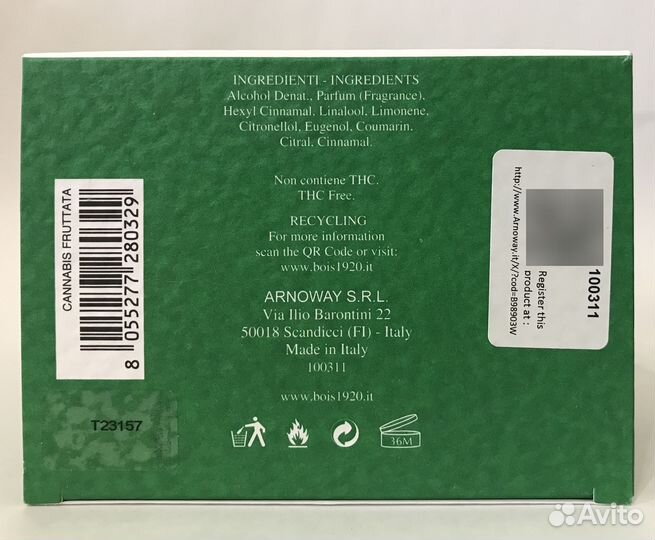 INGREDIENTI - INGREDIENTS
Alcohol Denat., Parfum (Fragrance),
Hexyl Cinnamal, Linalool, Limonene,
Citronellól, Eugenol, Coumarin,
Citral, Cinnamal.
Non contiene THC.
THC Free.
RECYCLING
For more information
scan the QR Code or visit:
www.bois1920.it
ARNOWAY S.R.L.
Via Ilio Barontini 22
50018 Scandicci (FI) - Italy
Made in Italy
100311
www.bois1920.it
36M
CANNABIS FRUTTATA
8 055277 280329
T23157
100311
Register this
product at :
http://www.Arnoway.it/X/?cod=B98903W
Avito